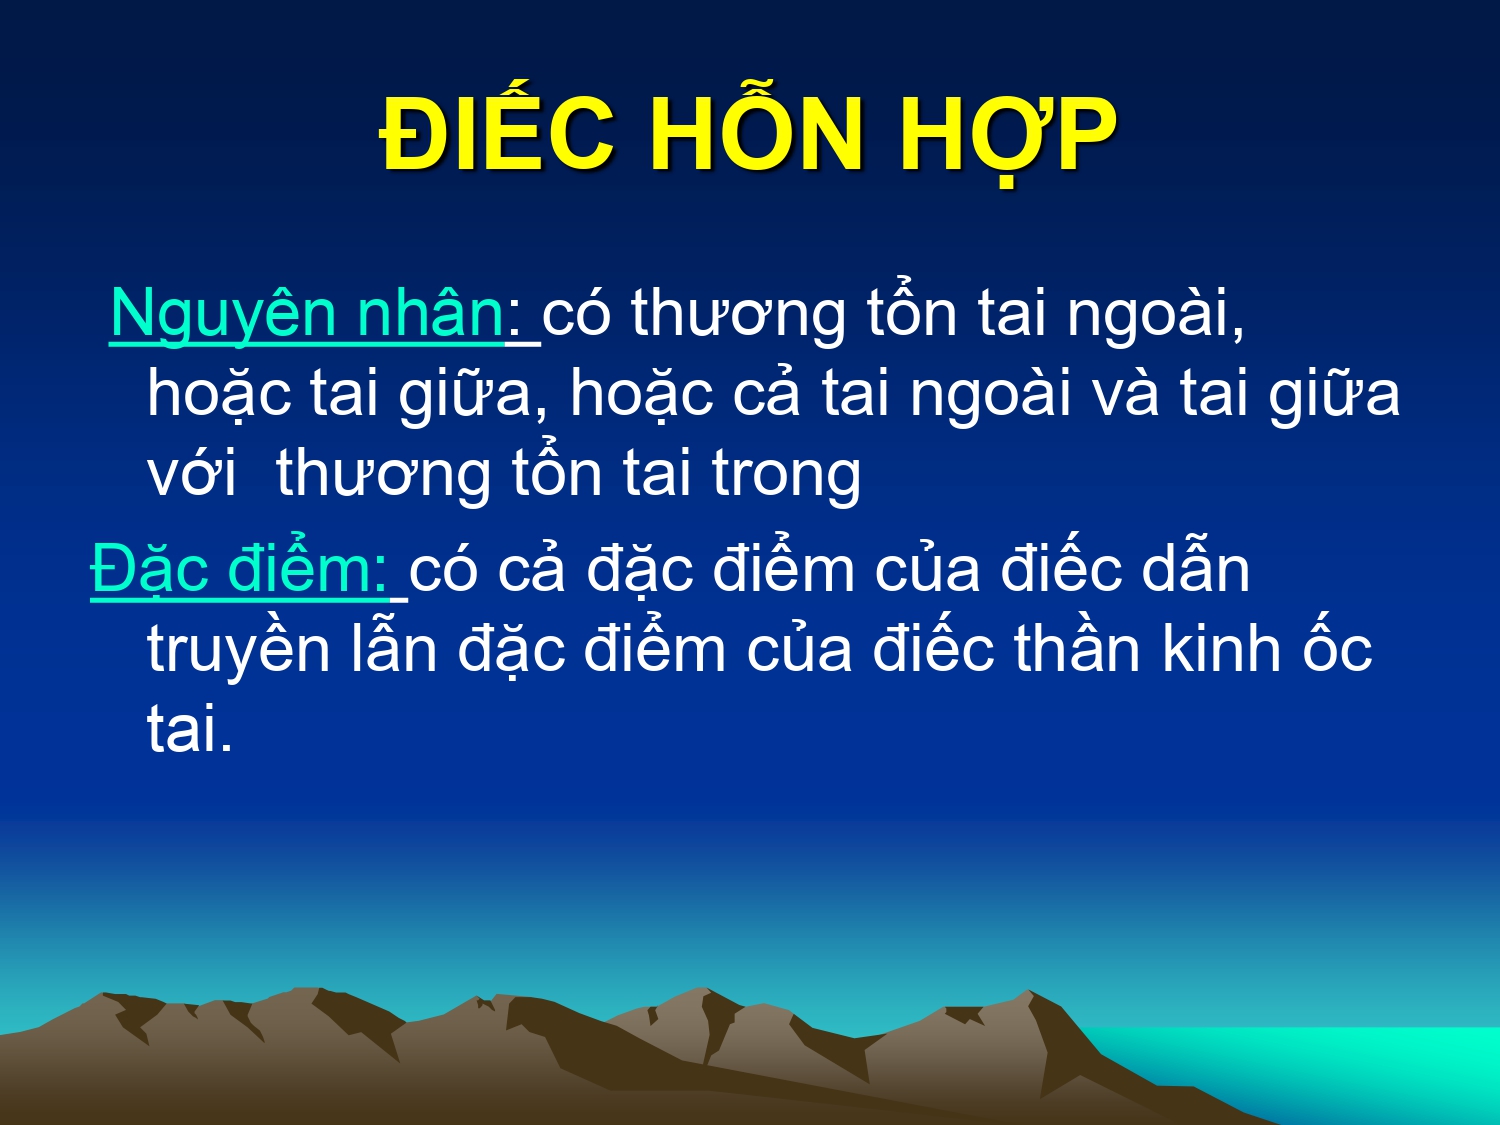 ĐIẾC HỖN HỢP
Nguyên nhân: có thương tổn tai ngoài,
hoặc tai giữa, hoặc cả tai ngoài và tai giữa
với  thương tổn tai trong
Đặc điểm: có cả đặc điểm của điếc dẫn
truyền lẫn đặc điểm của điếc thần kinh ốc
tai.